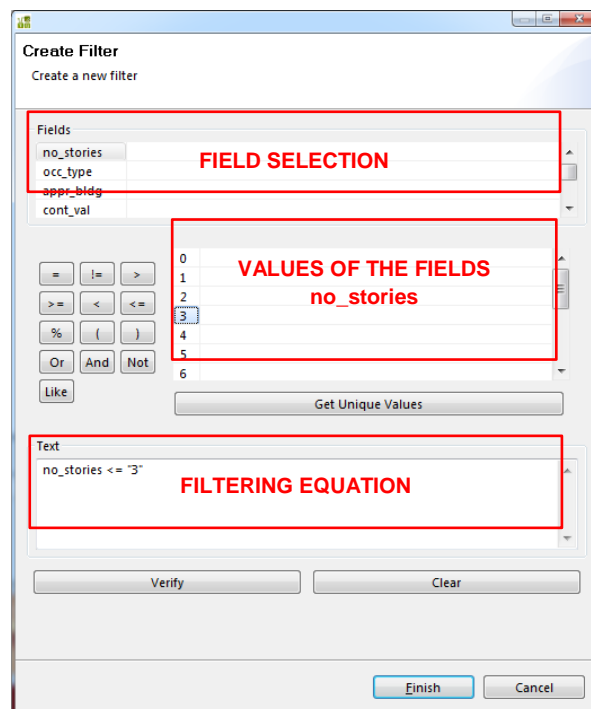 Create Filter
Create a new filter
Fields
no_stories
FIELD SELECTION
occ_type
appr_bldg
cont_val
= != >
>= < <=
% ( )
Or And Not
Like
0
1
2
3
4
5
6
VALUES OF THE FIELDS
no_stories
Get Unique Values
Text
no_stories <= "3"
FILTERING EQUATION
Verify Clear
Finish Cancel